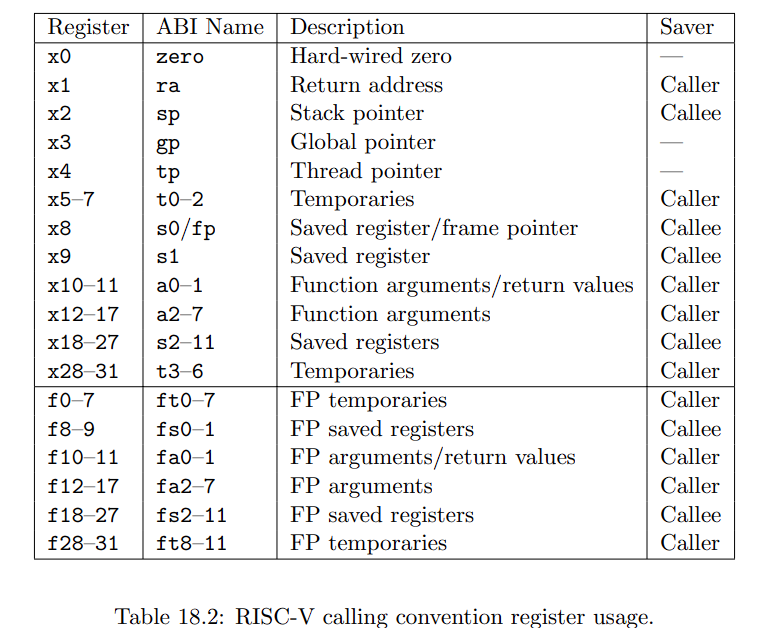 Register ABI Name Description Saver
x0 zero Hard-wired zero —
x1 ra Return address Caller
x2 sp Stack pointer Callee
x3 gp Global pointer —
x4 tp Thread pointer —
x5–7 t0–2 Temporaries Caller
x8 s0/fp Saved register/frame pointer Callee
x9 s1 Saved register Callee
x10–11 a0–1 Function arguments/return values Caller
x12–17 a2–7 Function arguments Caller
x18–27 s2–11 Saved registers Callee
x28–31 t3–6 Temporaries Caller
f0–7 ft0–7 FP temporaries Caller
f8–9 fs0–1 FP saved registers Callee
f10–11 fa0–1 FP arguments/return values Caller
f12–17 fa2–7 FP arguments Caller
f18–27 fs2–11 FP saved registers Callee
f28–31 ft8–11 FP temporaries Caller
Table 18.2: RISC-V calling convention register usage.